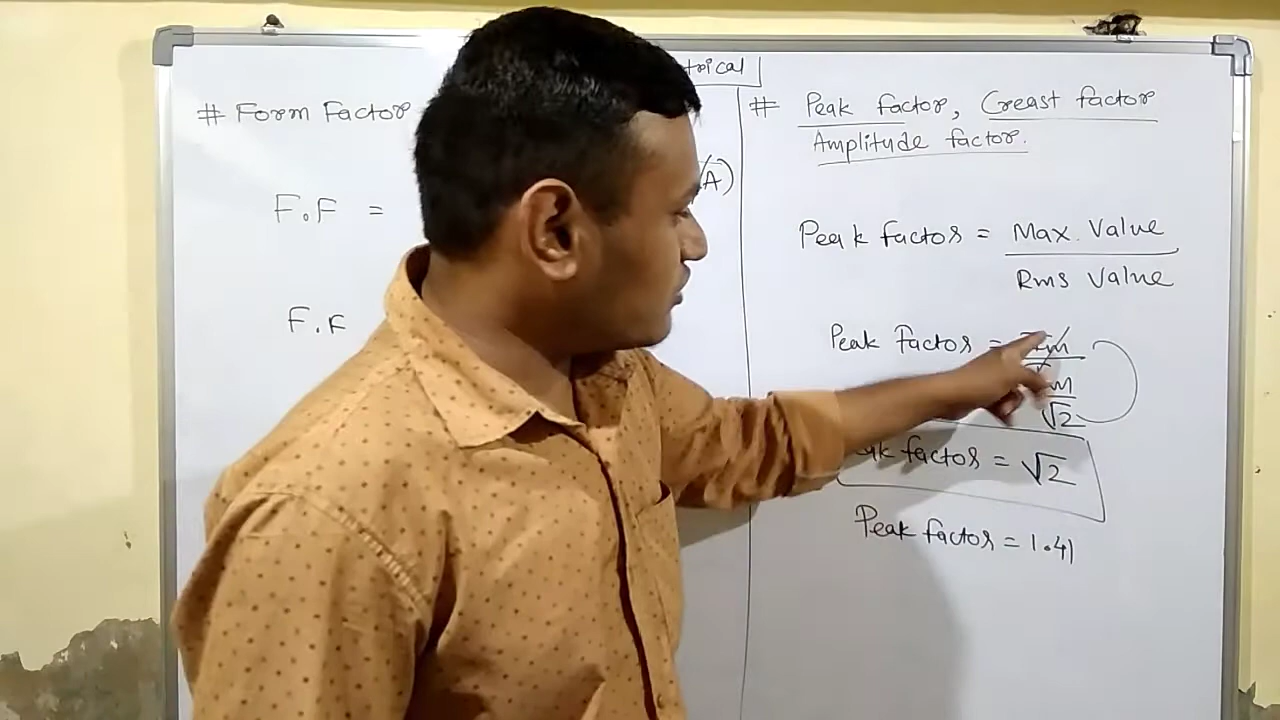 trical
# Form Factor
A)
F.F =
F.F
# Peak factor, Creast factor
Amplitude factor.
Peak factor = Max. Value
Rms Value
Peak factor =
m
√2
factor = √2
Peak factor = 1.41